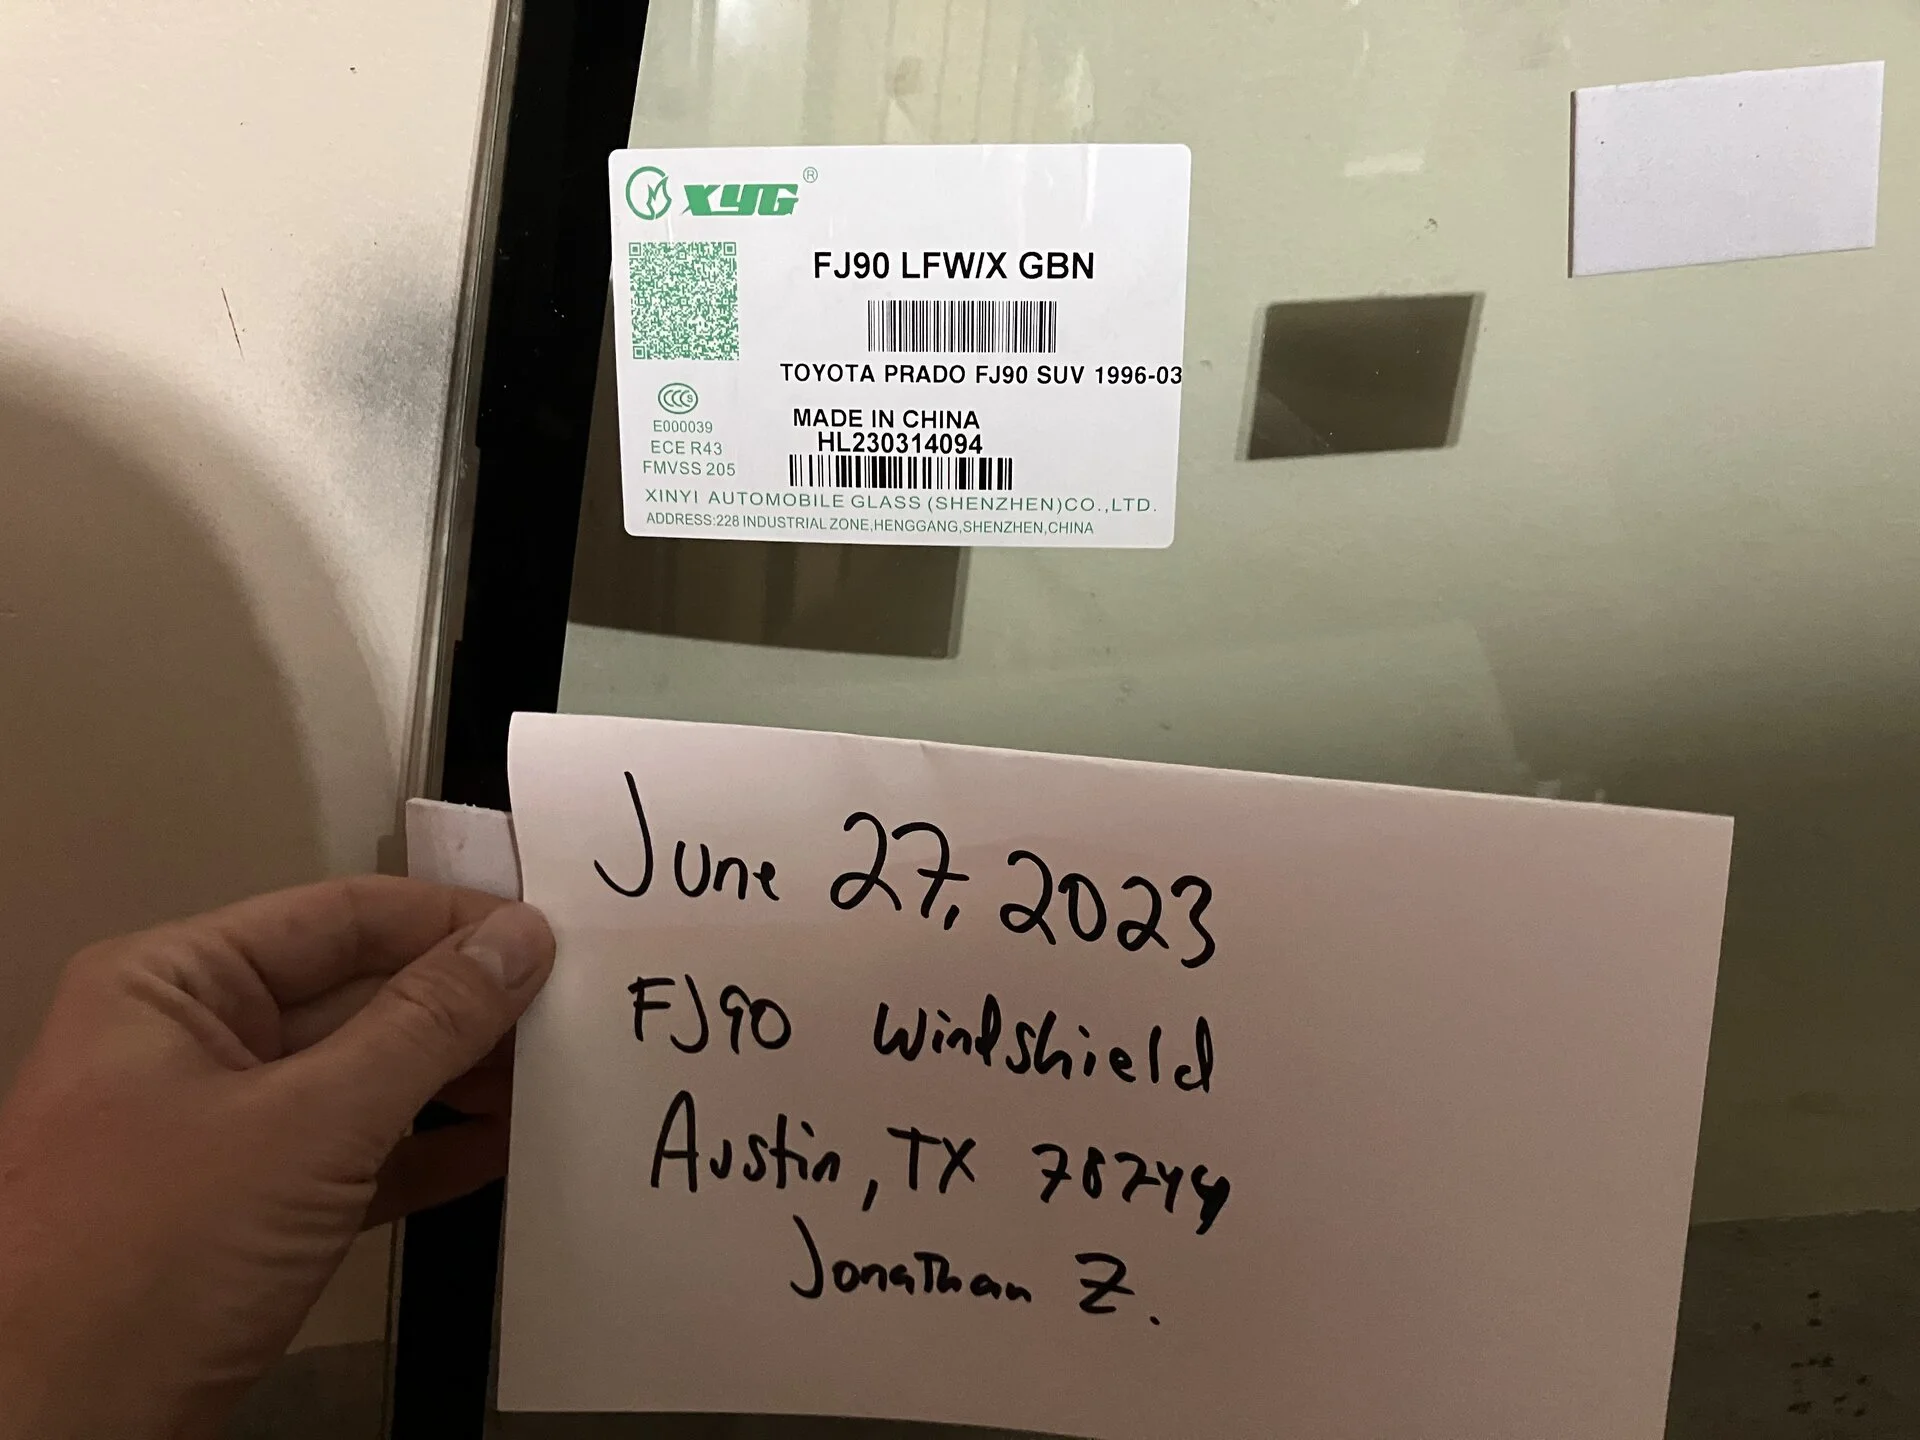 XYG®
FJ90 LFW/X GBN
TOYOTA PRADO FJ90 SUV 1996-03
CCC S
E000039
ECE R43
FMVSS 205
MADE IN CHINA
HL230314094
XINYI AUTOMOBILE GLASS (SHENZHEN)CO.,LTD.
ADDRESS:228 INDUSTRIAL ZONE,HENGGANG,SHENZHEN,CHINA
June 27, 2023
FJ90 Windshield
Austin, TX 78744
Jonathan Z.